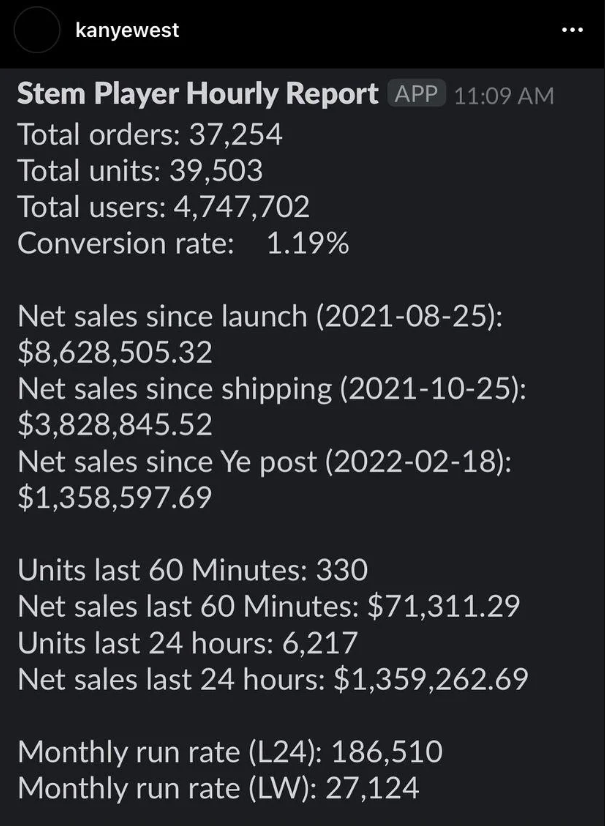 kanyewest
Stem Player Hourly Report APP 11:09 AM
Total orders: 37,254
Total units: 39,503
Total users: 4,747,702
Conversion rate: 1.19%
Net sales since launch (2021-08-25):
$8,628,505.32
Net sales since shipping (2021-10-25):
$3,828,845.52
Net sales since Ye post (2022-02-18):
$1,358,597.69
Units last 60 Minutes: 330
Net sales last 60 Minutes: $71,311.29
Units last 24 hours: 6,217
Net sales last 24 hours: $1,359,262.69
Monthly run rate (L24): 186,510
Monthly run rate (LW): 27,124